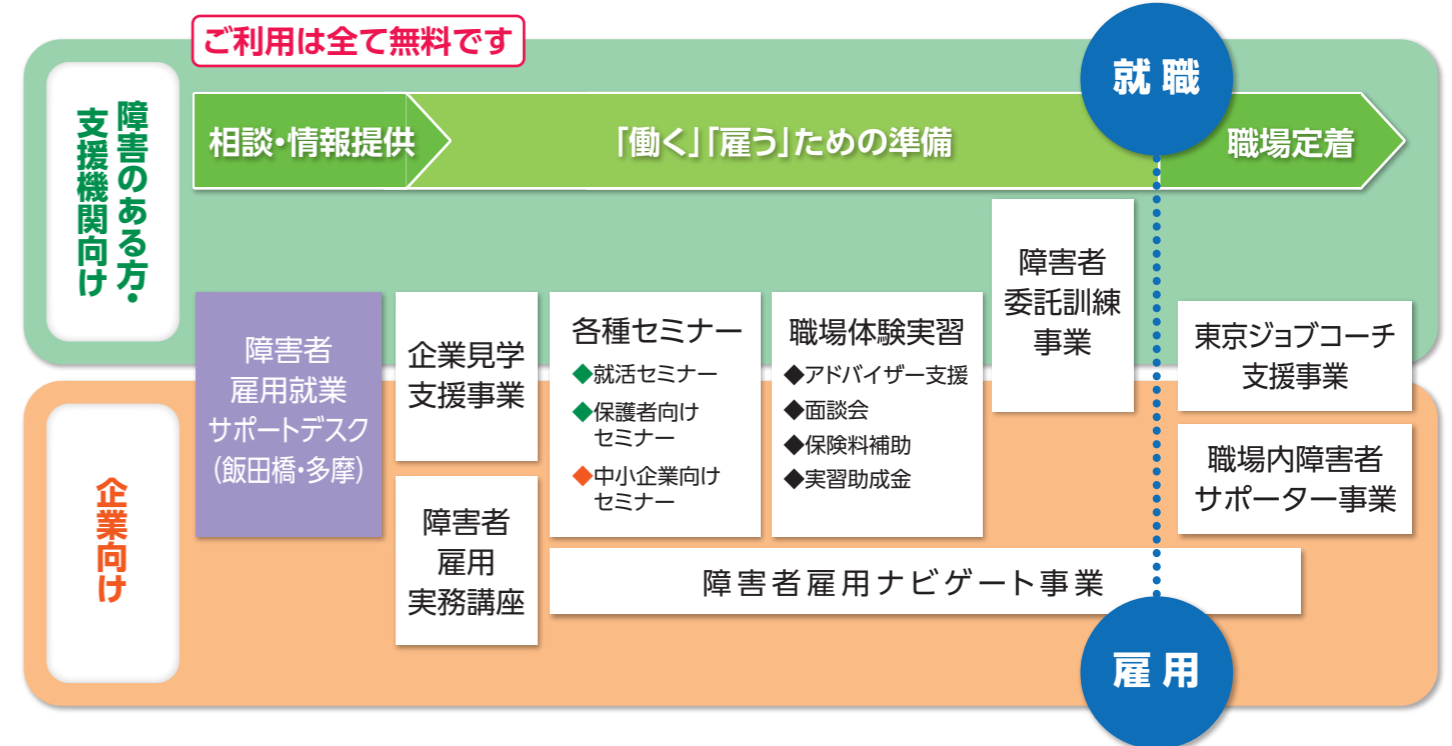 ご利用は全て無料です
就職
障害のある方・
支援機関向け
相談・情報提供
「働く」「雇う」ための準備
職場定着
障害者
雇用就業
サポートデスク
(飯田橋・多摩)
企業見学
支援事業
各種セミナー
◆就活セミナー
◆保護者向け
セミナー
◆中小企業向け
セミナー
職場体験実習
◆アドバイザー支援
◆面談会
◆保険料補助
◆実習助成金
障害者
委託訓練
事業
東京ジョブコーチ
支援事業
企業向け
障害者
雇用
実務講座
職場内障害者
サポーター事業
障害者雇用ナビゲート事業
雇用